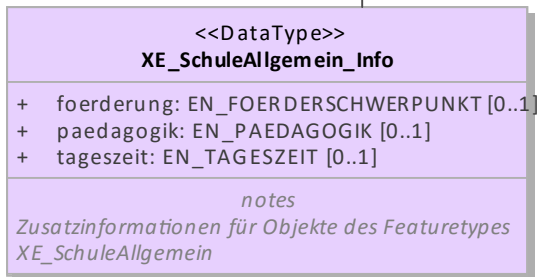 <<DataType>>
XE_SchuleAllgemein_Info
+ foerderung: EN_FOERDERSCHWERPUNKT [0..1]
+ paedagogik: EN_PAEDAGOGIK [0..1]
+ tageszeit: EN_TAGESZEIT [0..1]
notes
Zusatzinformationen für Objekte des Featuretypes
XE_SchuleAllgemein